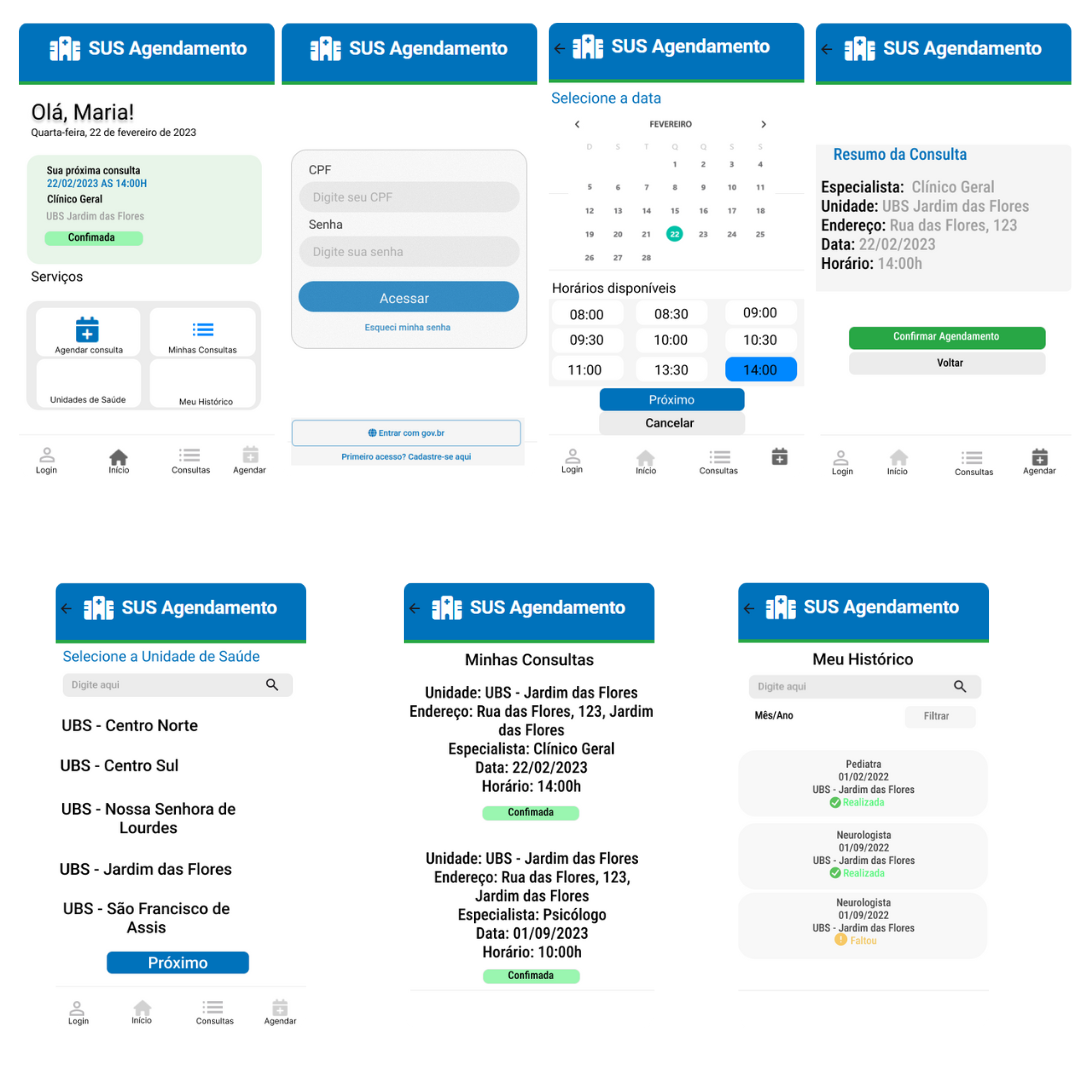 SUS Agendamento
Olá, Maria!
Quarta-feira, 22 de fevereiro de 2023
Sua próxima consulta
22/02/2023 AS 14:00H
Clínico Geral
UBS Jardim das Flores
Confimada
Serviços
Agendar consulta
Minhas Consultas
Unidades de Saúde
Meu Histórico
Login
Início
Consultas
Agendar
SUS Agendamento
CPF
Digite seu CPF
Senha
Digite sua senha
Acessar
Esqueci minha senha
Entrar com gov.br
Primeiro acesso? Cadastre-se aqui
SUS Agendamento
Selecione a data
FEVEREIRO
D S T Q Q S S
1 2 3 4
5 6 7 8 9 10 11
12 13 14 15 16 17 18
19 20 21 22 23 24 25
26 27 28
Horários disponíveis
08:00 08:30 09:00
09:30 10:00 10:30
11:00 13:30 14:00
Próximo
Cancelar
Login
Início
Consultas
SUS Agendamento
Resumo da Consulta
Especialista: Clínico Geral
Unidade: UBS Jardim das Flores
Endereço: Rua das Flores, 123
Data: 22/02/2023
Horário: 14:00h
Confirmar Agendamento
Voltar
Login
Início
Consultas
Agendar
SUS Agendamento
Selecione a Unidade de Saúde
Digite aqui
UBS - Centro Norte
UBS - Centro Sul
UBS - Nossa Senhora de
Lourdes
UBS - Jardim das Flores
UBS - São Francisco de
Assis
Próximo
Login
Início
Consultas
Agendar
SUS Agendamento
Minhas Consultas
Unidade: UBS - Jardim das Flores
Endereço: Rua das Flores, 123, Jardim
das Flores
Especialista: Clínico Geral
Data: 22/02/2023
Horário: 14:00h
Confimada
Unidade: UBS - Jardim das Flores
Endereço: Rua das Flores, 123,
Jardim das Flores
Especialista: Psicólogo
Data: 01/09/2023
Horário: 10:00h
Confimada
SUS Agendamento
Meu Histórico
Digite aqui
Mês/Ano
Filtrar
Pediatra
01/02/2022
UBS - Jardim das Flores
Realizada
Neurologista
01/09/2022
UBS - Jardim das Flores
Realizada
Neurologista
01/09/2022
UBS - Jardim das Flores
Faltou